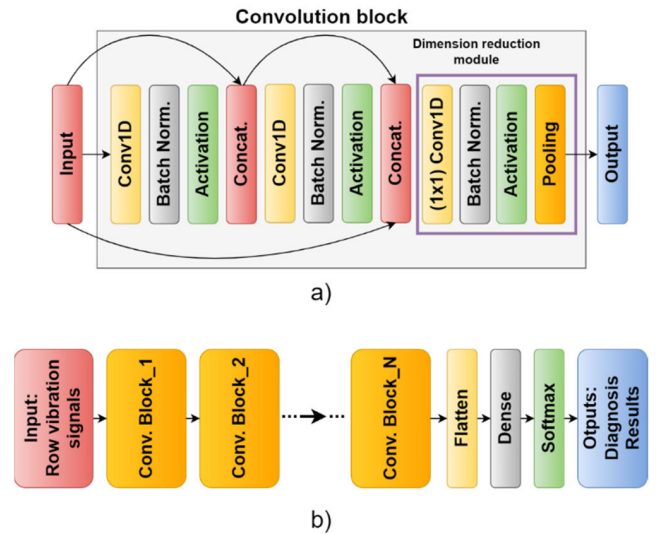 Convolution block
Dimension reduction
module
Input
Conv1D
Batch Norm.
Activation
Concat.
Conv1D
Batch Norm.
Activation
Concat.
(1x1) Conv1D
Batch Norm.
Activation
Pooling
Output
a)
Input:
Row vibration
signals
Conv. Block_1
Conv. Block_2
Conv. Block_N
Flatten
Dense
Softmax
Otputs:
Diagnosis
Results
b)